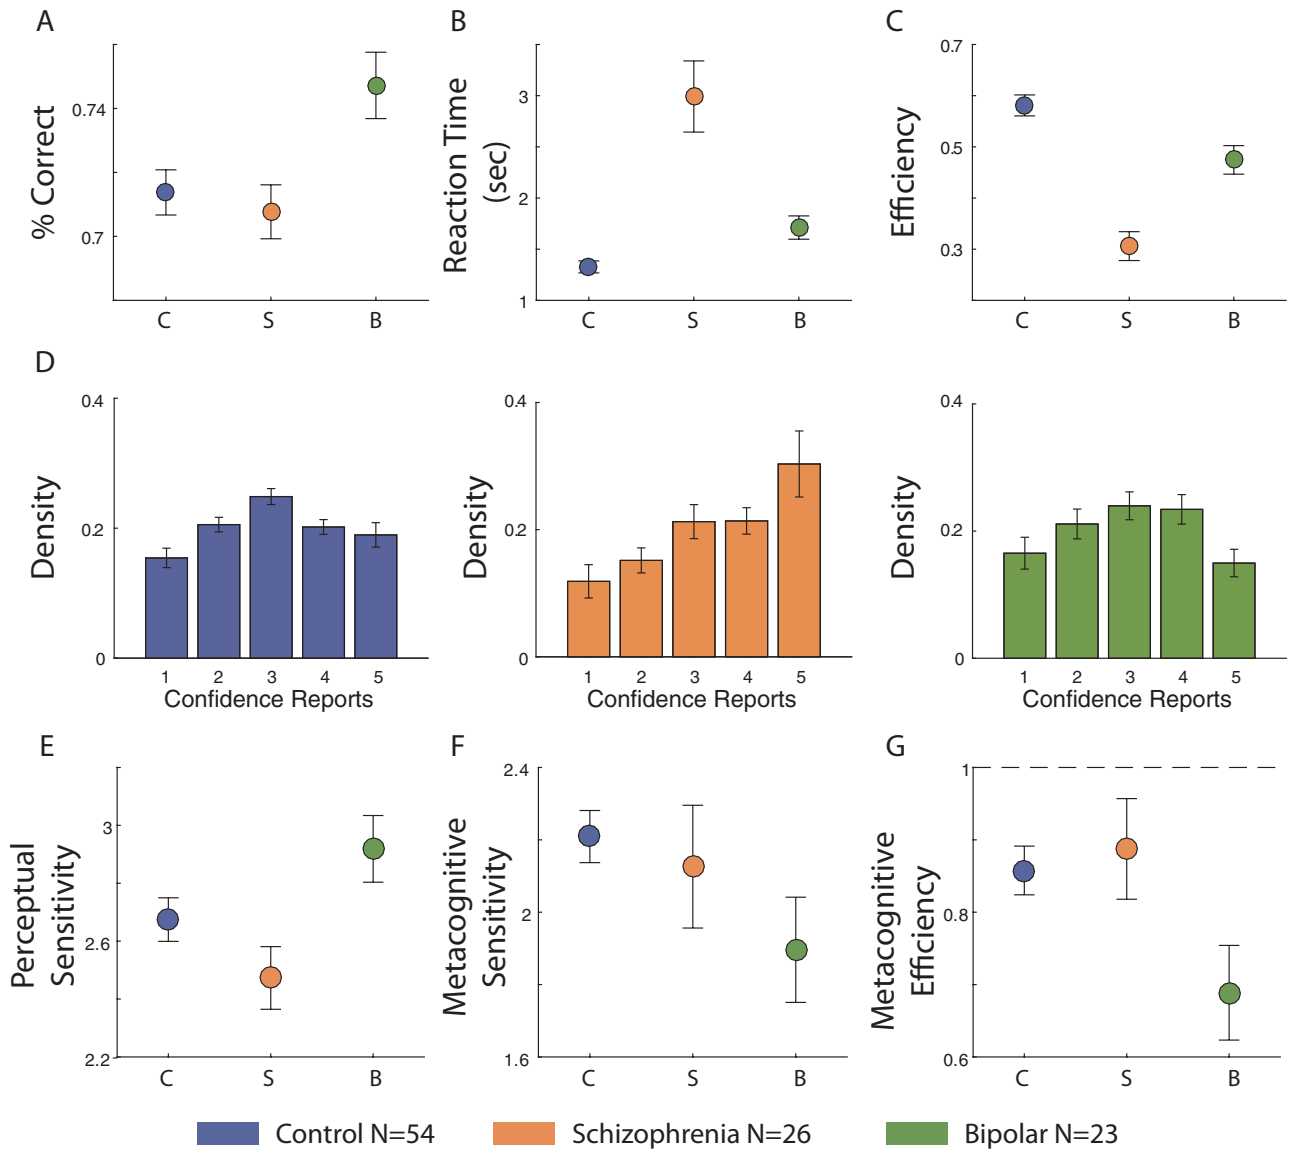 A
B
C
% Correct
0.74
0.7
C
S
B
Reaction Time
(sec)
3
2
1
C
S
B
Efficiency
0.7
0.5
0.3
C
S
B
D
Density
0.4
0.2
0
1 2 3 4 5
Confidence Reports
Density
0.4
0.2
0
1 2 3 4 5
Confidence Reports
Density
0.4
0.2
0
1 2 3 4 5
Confidence Reports
E
F
G
Perceptual
Sensitivity
3
2.6
2.2
C
S
B
Metacognitive
Sensitivity
2.4
2
1.6
C
S
B
Metacognitive
Efficiency
1
0.8
0.6
C
S
B
Control N=54
Schizophrenia N=26
Bipolar N=23